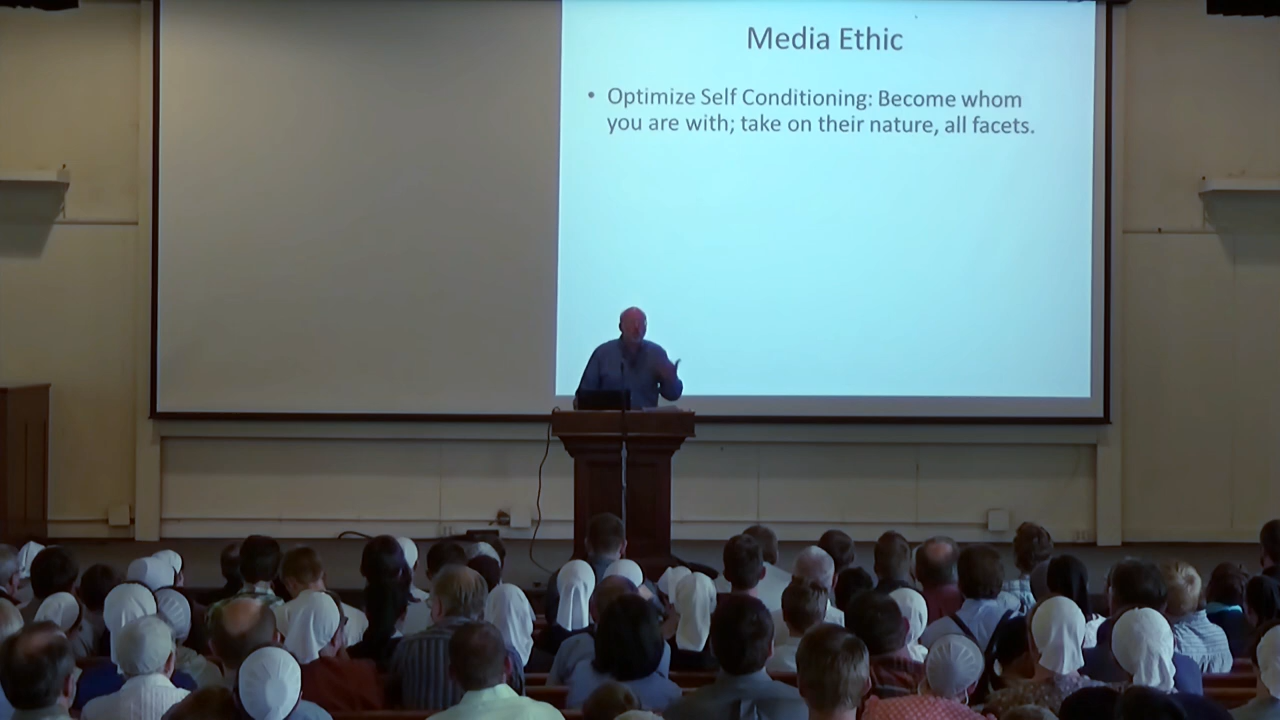 Media Ethic
• Optimize Self Conditioning: Become whom
you are with; take on their nature, all facets.